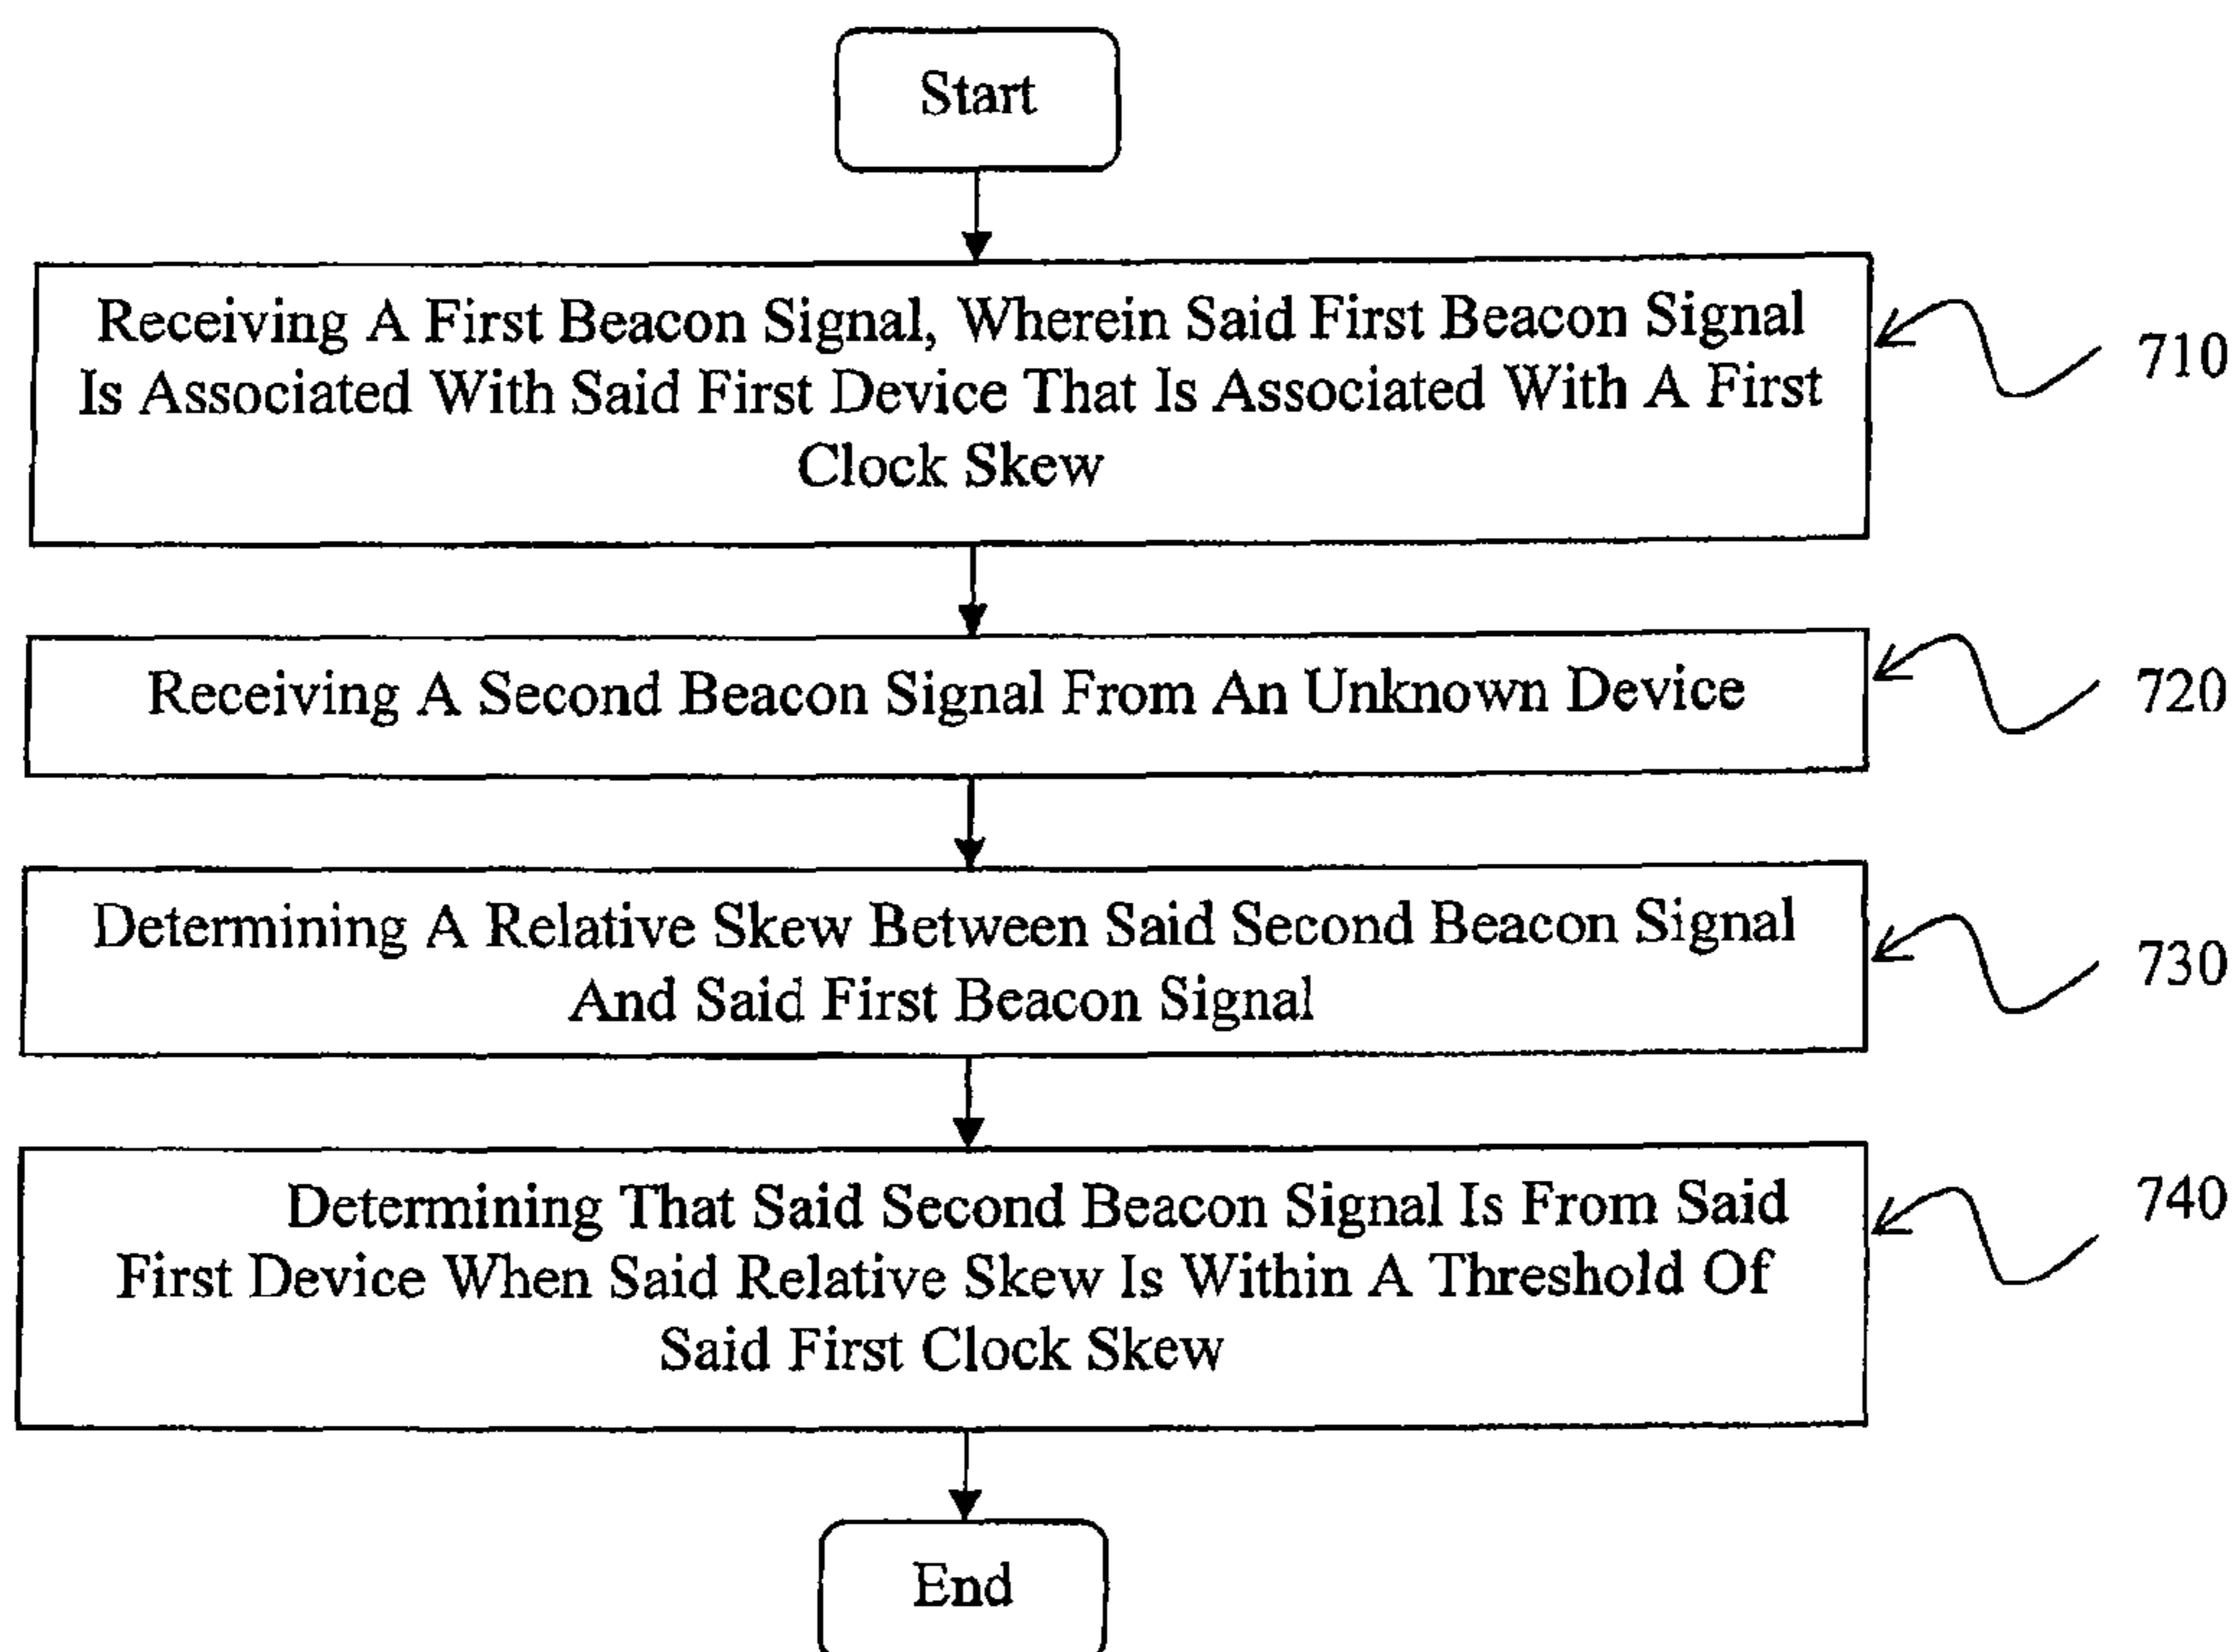 Start
Receiving A First Beacon Signal, Wherein Said First Beacon Signal
Is Associated With Said First Device That Is Associated With A First
Clock Skew
710
Receiving A Second Beacon Signal From An Unknown Device
720
Determining A Relative Skew Between Said Second Beacon Signal
And Said First Beacon Signal
730
Determining That Said Second Beacon Signal Is From Said
First Device When Said Relative Skew Is Within A Threshold Of
Said First Clock Skew
740
End